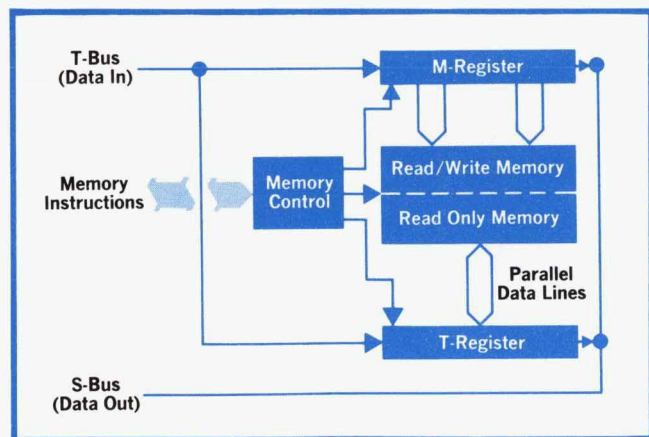 T-Bus
(Data In)
M-Register
Memory
Instructions
Memory
Control
Read/Write Memory
Read Only Memory
Parallel
Data Lines
T-Register
S-Bus
(Data Out)